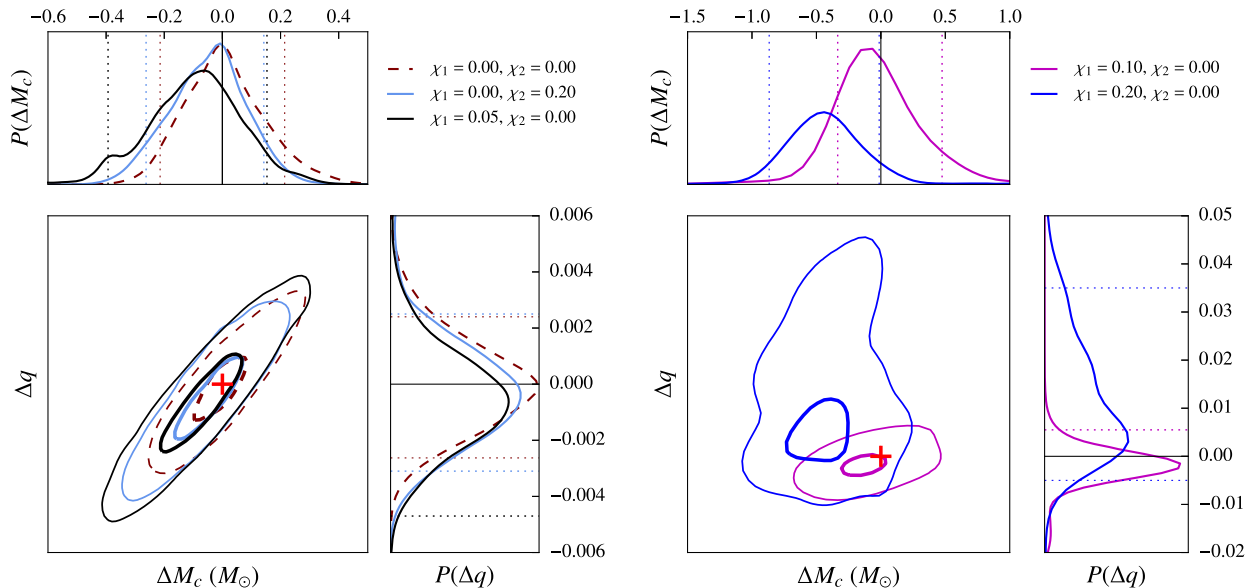 −0.6 −0.4 −0.2 0.0 0.2 0.4
P(ΔM_c)
χ₁ = 0.00, χ₂ = 0.00
χ₁ = 0.00, χ₂ = 0.20
χ₁ = 0.05, χ₂ = 0.00
Δq
0.006
0.004
0.002
0.000
−0.002
−0.004
−0.006
ΔM_c (M_⊙)
P(Δq)
−1.5 −1.0 −0.5 0.0 0.5 1.0
P(ΔM_c)
χ₁ = 0.10, χ₂ = 0.00
χ₁ = 0.20, χ₂ = 0.00
Δq
0.05
0.04
0.03
0.02
0.01
0.00
−0.01
−0.02
ΔM_c (M_⊙)
P(Δq)